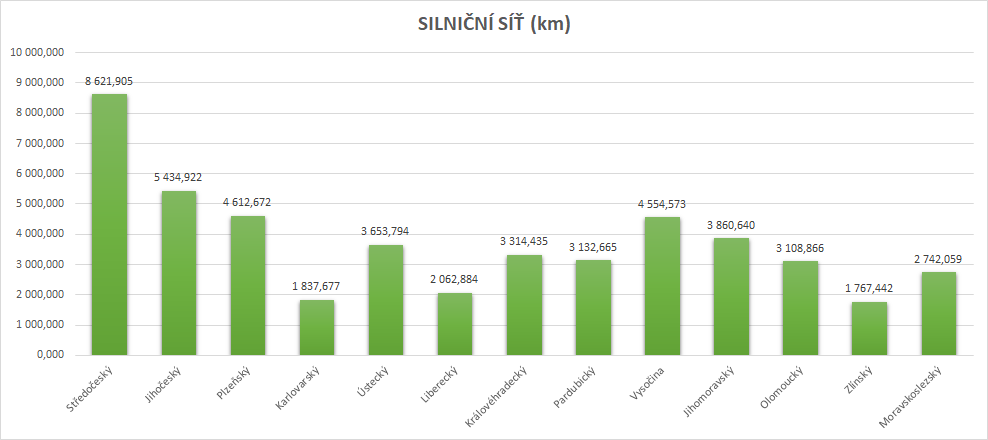 SILNIČNÍ SÍŤ (km)
10 000,000
9 000,000
8 000,000
7 000,000
6 000,000
5 000,000
4 000,000
3 000,000
2 000,000
1 000,000
0,000
8 621,905
5 434,922
4 612,672
1 837,677
3 653,794
2 062,884
3 314,435
3 132,665
4 554,573
3 860,640
3 108,866
1 767,442
2 742,059
Středočeský
Jihočeský
Plzeňský
Karlovarský
Ústecký
Liberecký
Královéhradecký
Pardubický
Vysočina
Jihomoravský
Olomoucký
Zlínský
Moravskoslezský